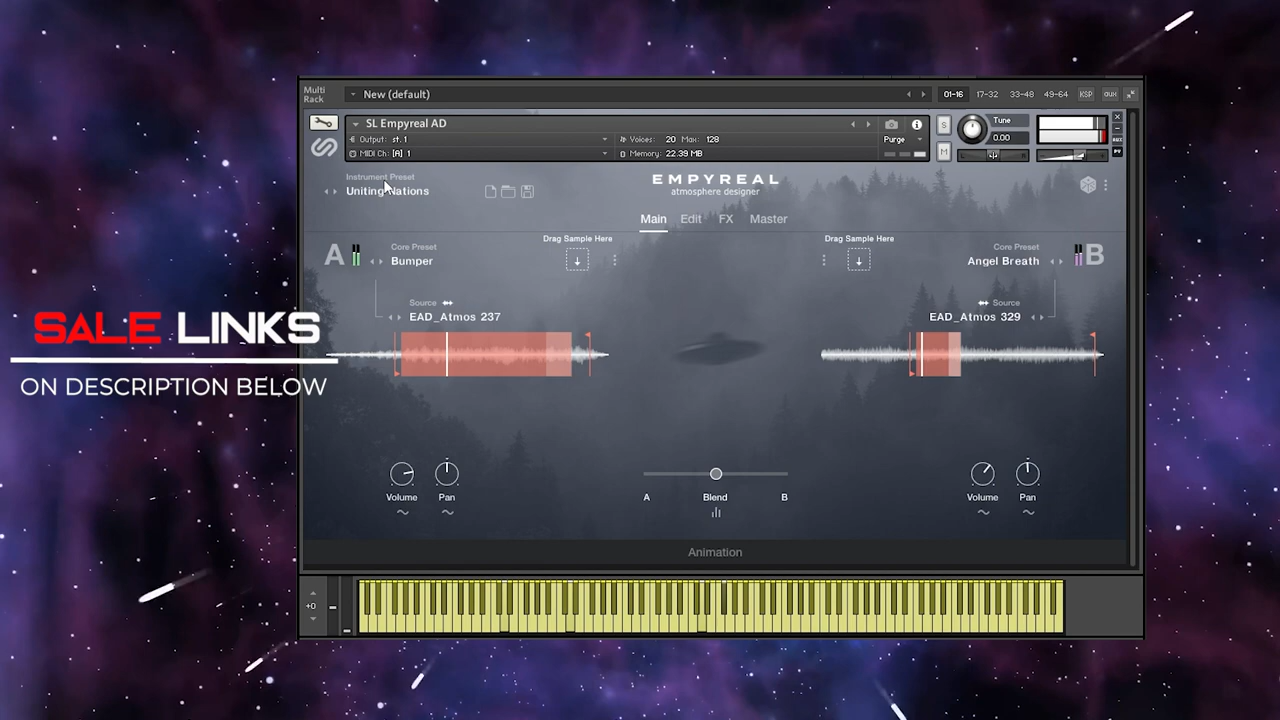 Multi
Rack
New (default)
01-16
17-32
33-48
49-64
KSP
aux
SL Empyreal AD
Output: st. 1
Voices: 20 Max: 128
Purge
MIDI Ch: [A] 1
Memory: 22.39 MB
S
M
Tune
0.00
AUX
PV
Instrument Preset
Uniting Nations
EMPYREAL
atmosphere designer
Main
Edit
FX
Master
A
Core Preset
Bumper
Drag Sample Here
Drag Sample Here
Core Preset
Angel Breath
B
Source
EAD_Atmos 237
Source
EAD_Atmos 329
SALE LINKS
ON DESCRIPTION BELOW
Volume
Pan
A
Blend
B
Volume
Pan
Animation
+0